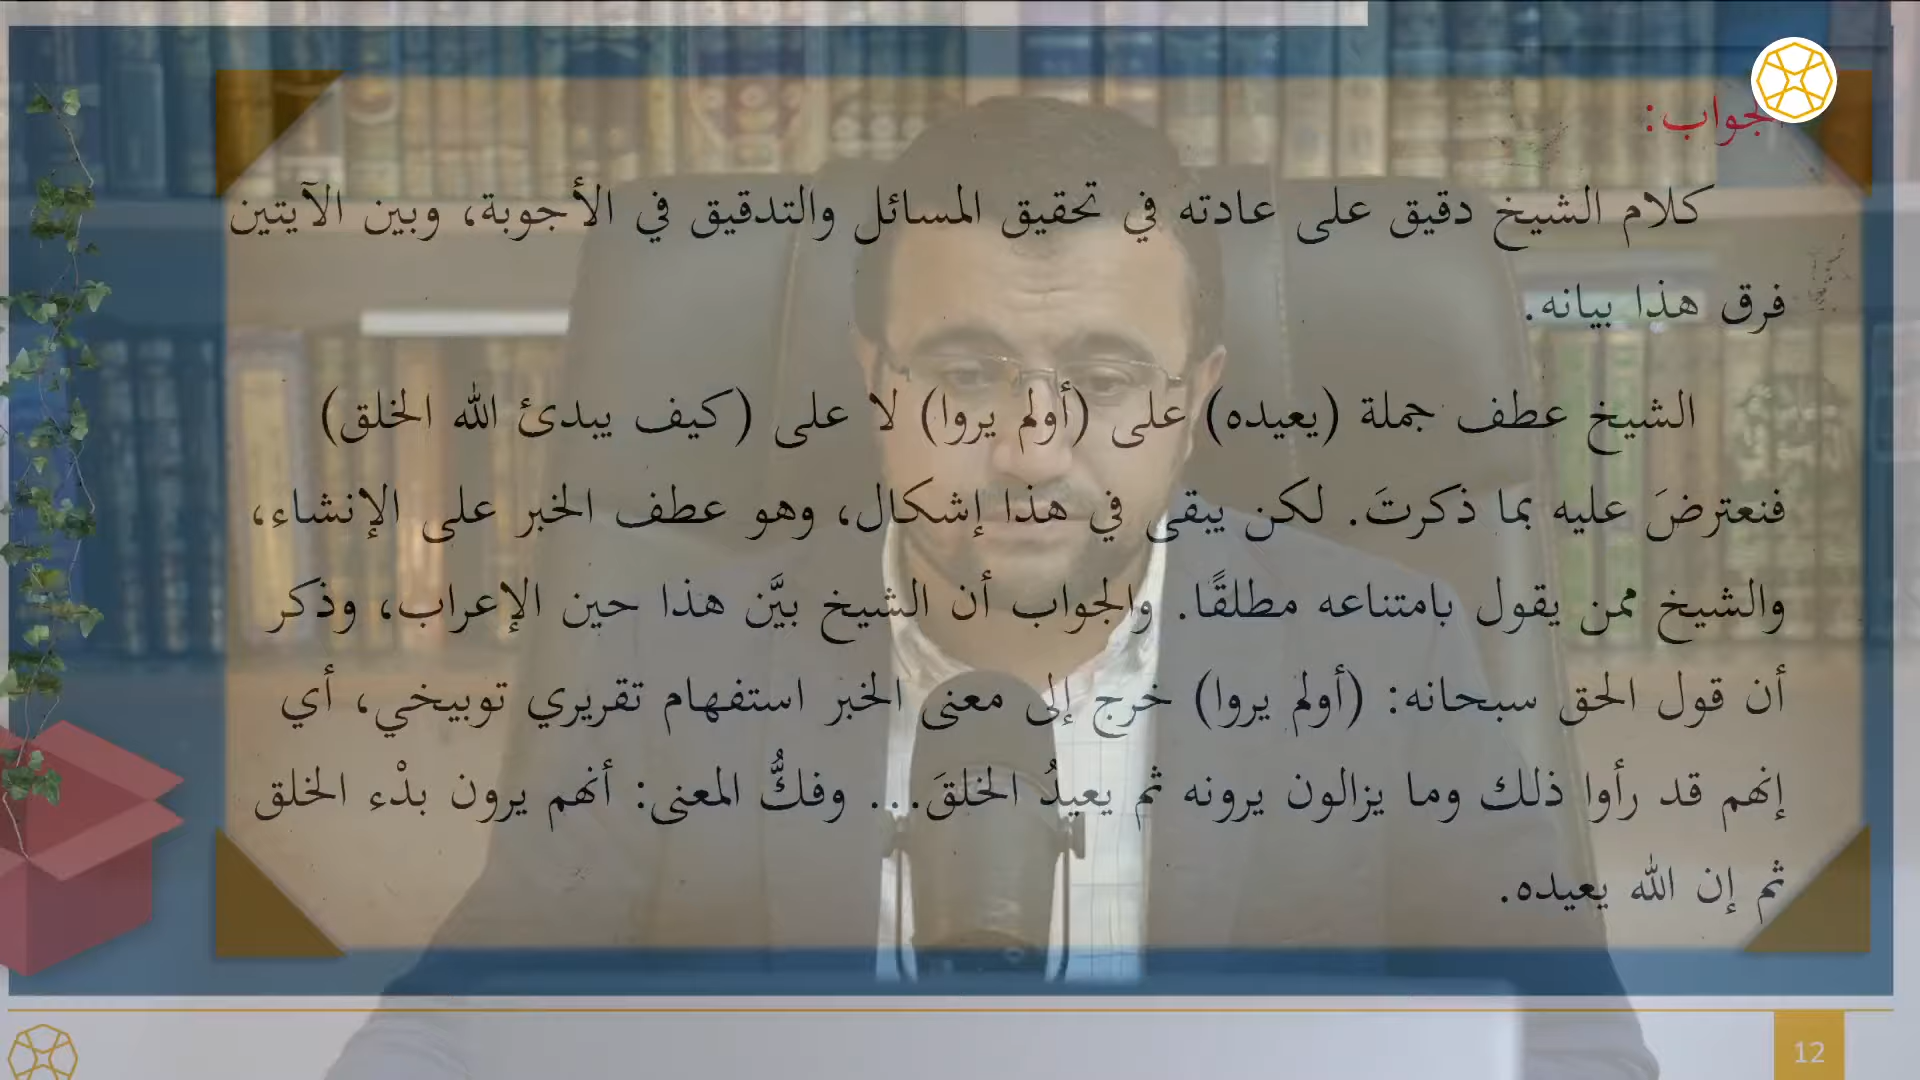 الجواب:
كلام الشيخ دقيق على عادته في تحقيق المسائل والتدقيق في الأجوبة، وبين الآيتين
فرق هذا بيانه.
الشيخ عطف جملة (يعيده) على (أولم يروا) لا على (كيف يبدئ الله الخلق)
فنعترضَ عليه بما ذكرتَ. لكن يبقى في هذا إشكال، وهو عطف الخبر على الإنشاء،
والشيخ ممن يقول بامتناعه مطلقًا. والجواب أن الشيخ بيَّن هذا حين الإعراب، وذكر
أن قول الحق سبحانه: (أولم يروا) خرج إلى معنى الخبر استفهام تقريري توبيخي، أي
إنهم قد رأوا ذلك وما يزالون يرونه ثم يعيدُ الخلقَ... وفكُّ المعنى: أنهم يرون بدْء الخلق
ثم إن الله يعيده.
12